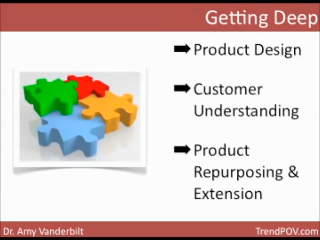 Getting Deep
➡ Product Design
➡ Customer
Understanding
➡ Product
Repurposing &
Extension
Dr. Amy Vanderbilt
TrendPOV.com